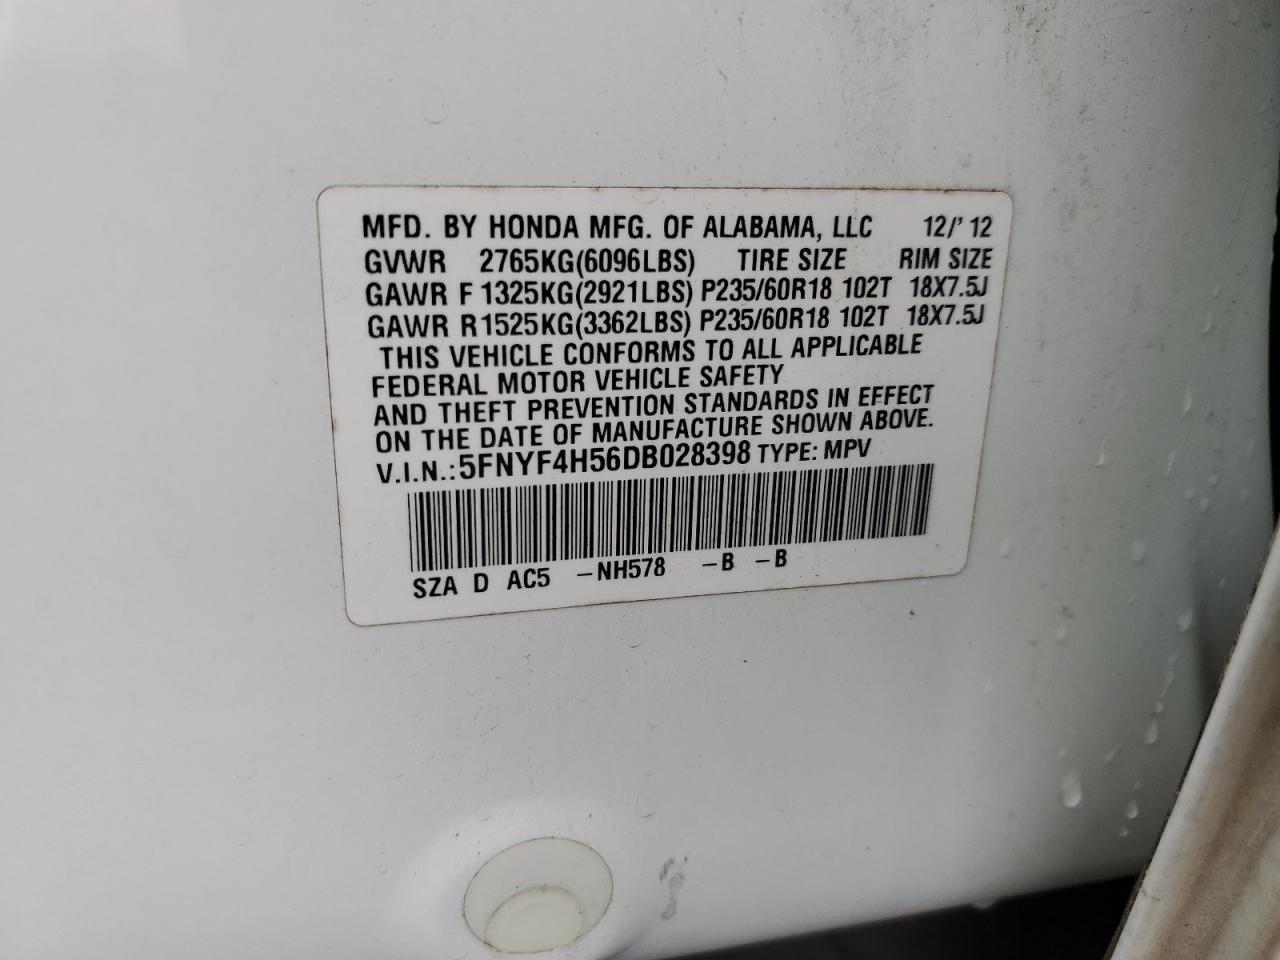 MFD. BY HONDA MFG. OF ALABAMA, LLC 12/' 12
GVWR 2765KG(6096LBS) TIRE SIZE RIM SIZE
GAWR F 1325KG(2921LBS) P235/60R18 102T 18X7.5J
GAWR R1525KG(3362LBS) P235/60R18 102T 18X7.5J
THIS VEHICLE CONFORMS TO ALL APPLICABLE
FEDERAL MOTOR VEHICLE SAFETY
AND THEFT PREVENTION STANDARDS IN EFFECT
ON THE DATE OF MANUFACTURE SHOWN ABOVE.
V.I.N.:5FNYF4H56DB028398 TYPE: MPV
SZA D AC5 -NH578 -B -B